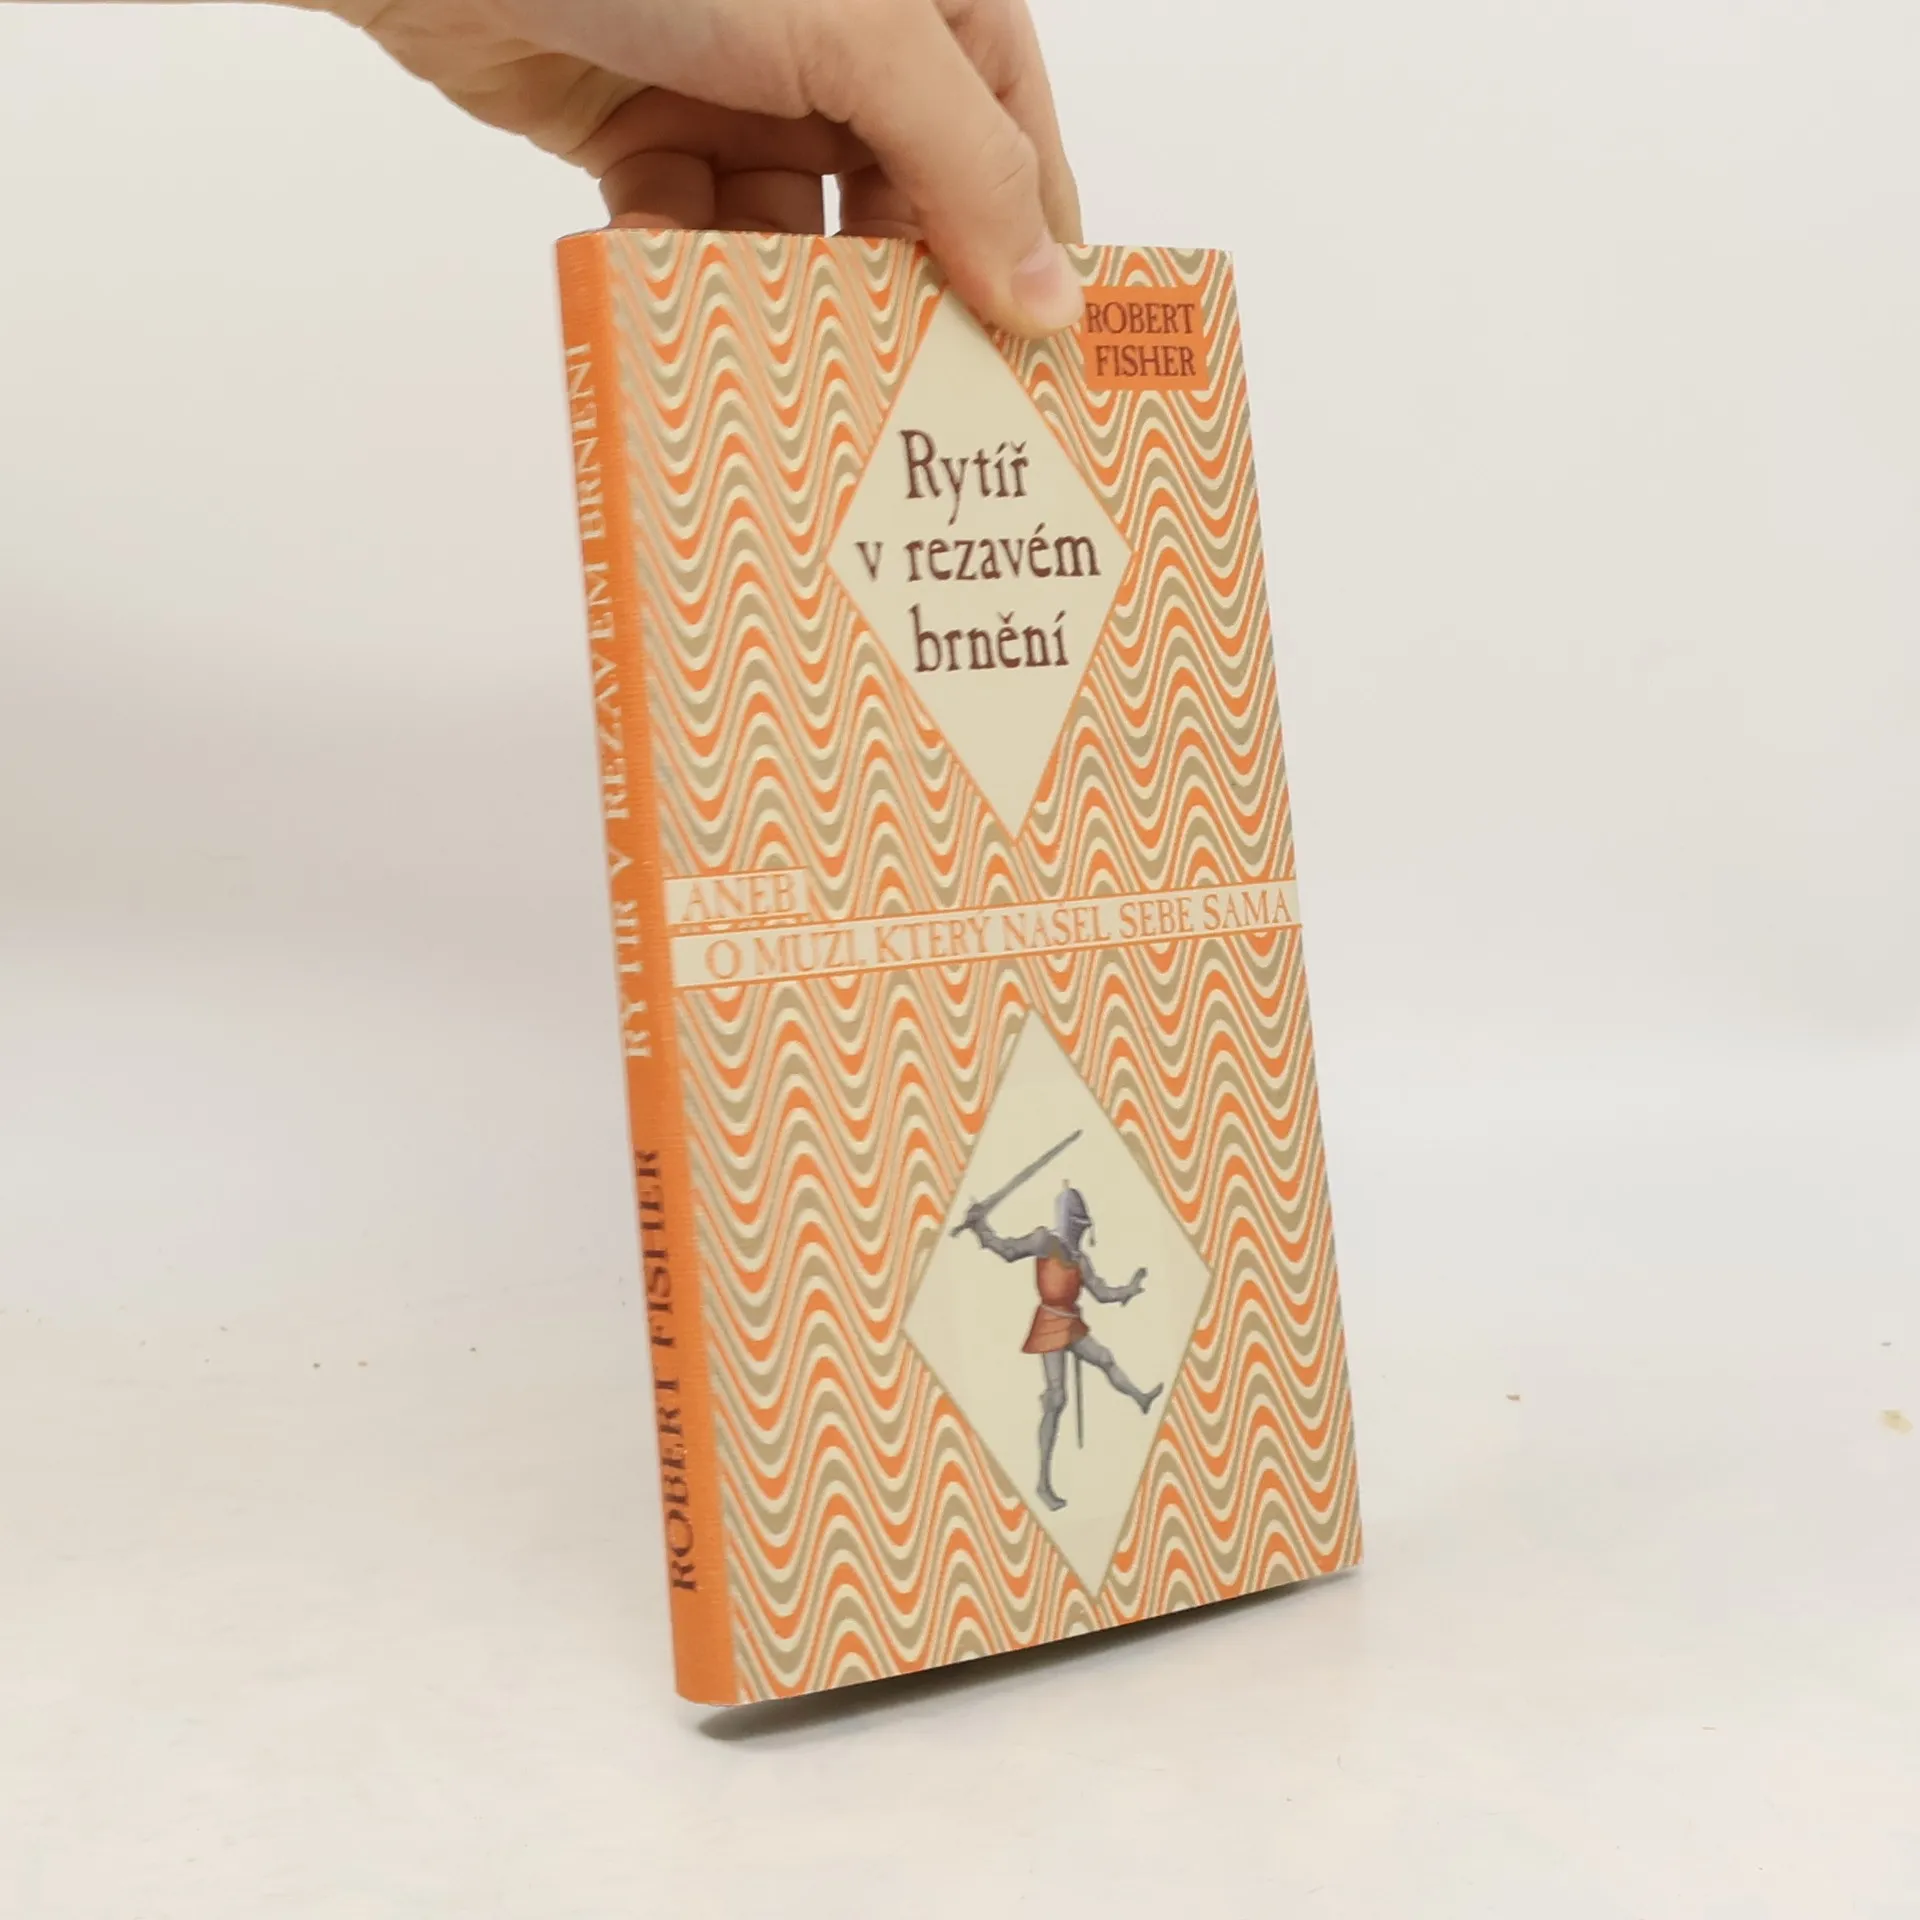 ROBERT
FISHER
Rytíř
v rezavém
brnění
ANEB
O MUŽI, KTERÝ NAŠEL SEBE SAMA
ROBERT FISHER RYTÍŘ V REZAVÉM BRNĚNÍ